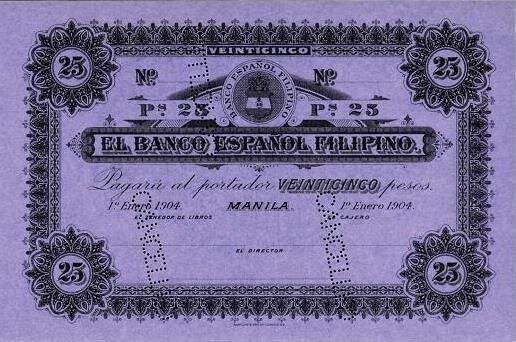 VEINTICINCO
25 25
Nº Nº
BANCO ESPAÑOL FILIPINO
Ps. 25 Ps. 25
EL BANCO ESPAÑOL FILIPINO.
Pagará al portador VEINTICINCO pesos.
1º Enero 1904. MANILA. 1º Enero 1904.
EL TENEDOR DE LIBROS CAJERO
EL DIRECTOR
25 25